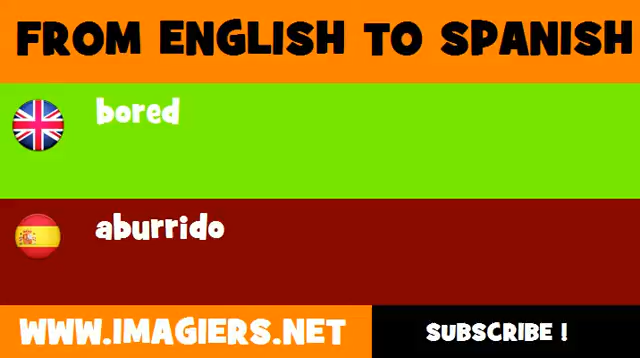 FROM ENGLISH TO SPANISH
bored
aburrido
WWW.IMAGIERS.NET
SUBSCRIBE !